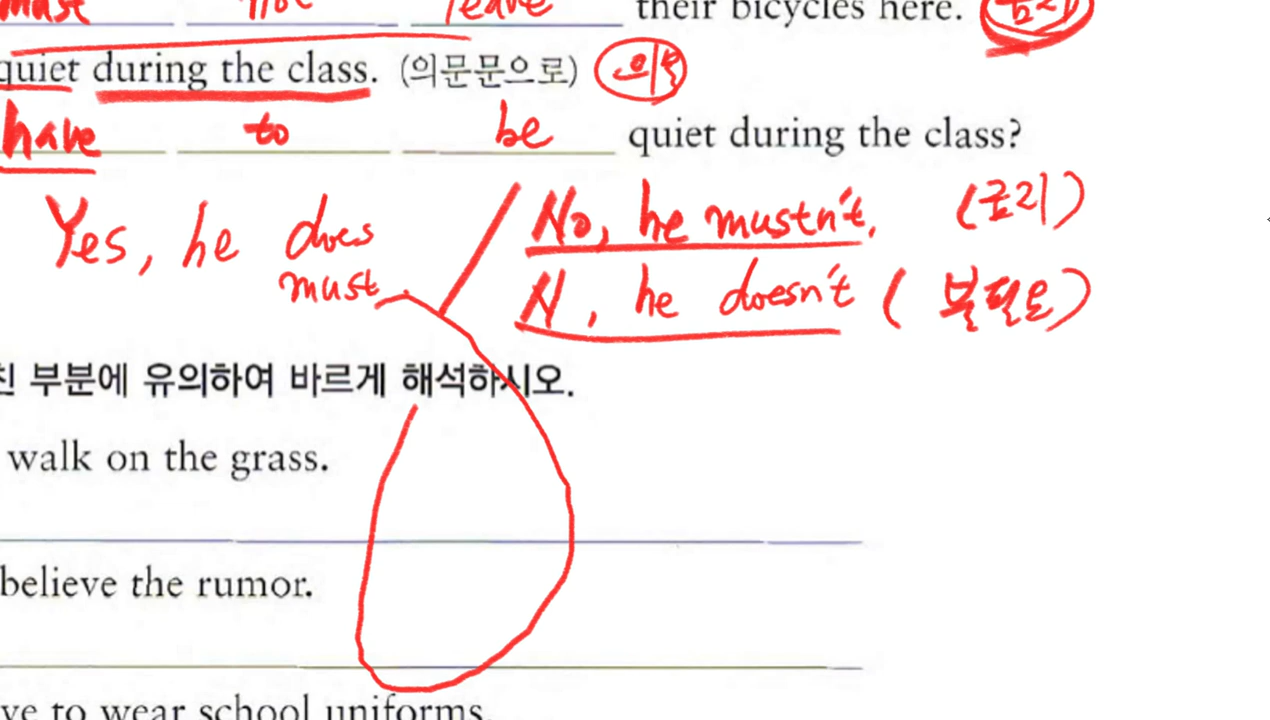 must not leave their bicycles here. 금지
quiet during the class. (의문문으로) 의무
have to be quiet during the class?
Yes, he does No, he mustn't. (금지)
must N, he doesn't (불필요)
친 부분에 유의하여 바르게 해석하시오.
walk on the grass.
believe the rumor.
ve to wear school uniforms.